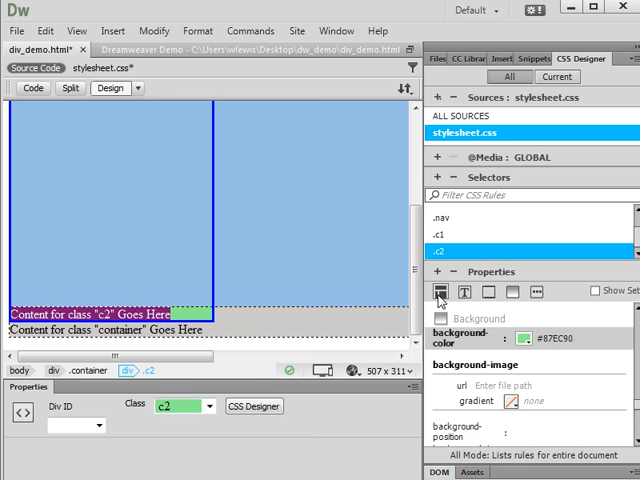 Dw
Default
File Edit View Insert Modify Format Commands Site Window Help
div_demo.html* Dreamweaver Demo - C:\Users\wlewis\Desktop\dw_demo\div_demo.html
Source Code stylesheet.css*
Code Split Design
Content for class "c2" Goes Here
Content for class "container" Goes Here
body div .container div .c2 507 x 311
Properties
Div ID Class c2 CSS Designer
Files CC Librar Insert Snippets CSS Designer
All Current
Sources : stylesheet.css
ALL SOURCES
stylesheet.css
@Media : GLOBAL
Selectors
Filter CSS Rules
.nav
.c1
.c2
Properties
T Show Set
Background
background-
color : #87EC90
background-image
url Enter file path
gradient none
background-
position :
All Mode: Lists rules for entire document
DOM Assets